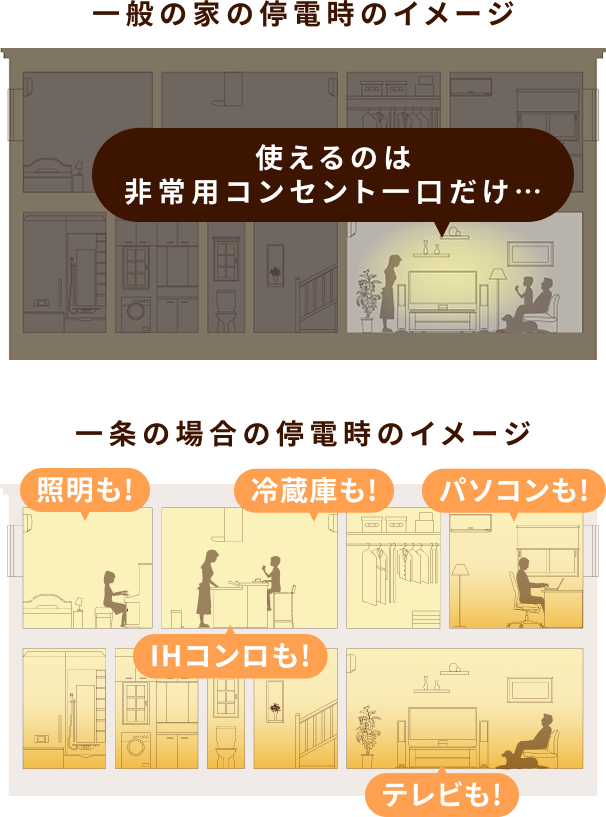 一般の家の停電時のイメージ
使えるのは
非常用コンセント一口だけ…
一条の場合の停電時のイメージ
照明も!
冷蔵庫も!
パソコンも!
IHコンロも!
テレビも!